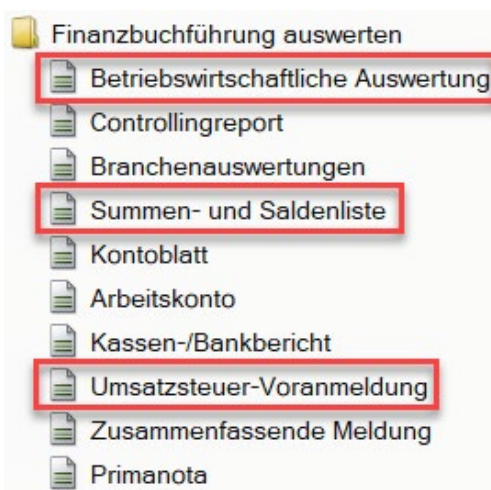 Finanzbuchführung auswerten
Betriebswirtschaftliche Auswertung
Controllingreport
Branchenauswertungen
Summen- und Saldenliste
Kontoblatt
Arbeitskonto
Kassen-/Bankbericht
Umsatzsteuer-Voranmeldung
Zusammenfassende Meldung
Primanota